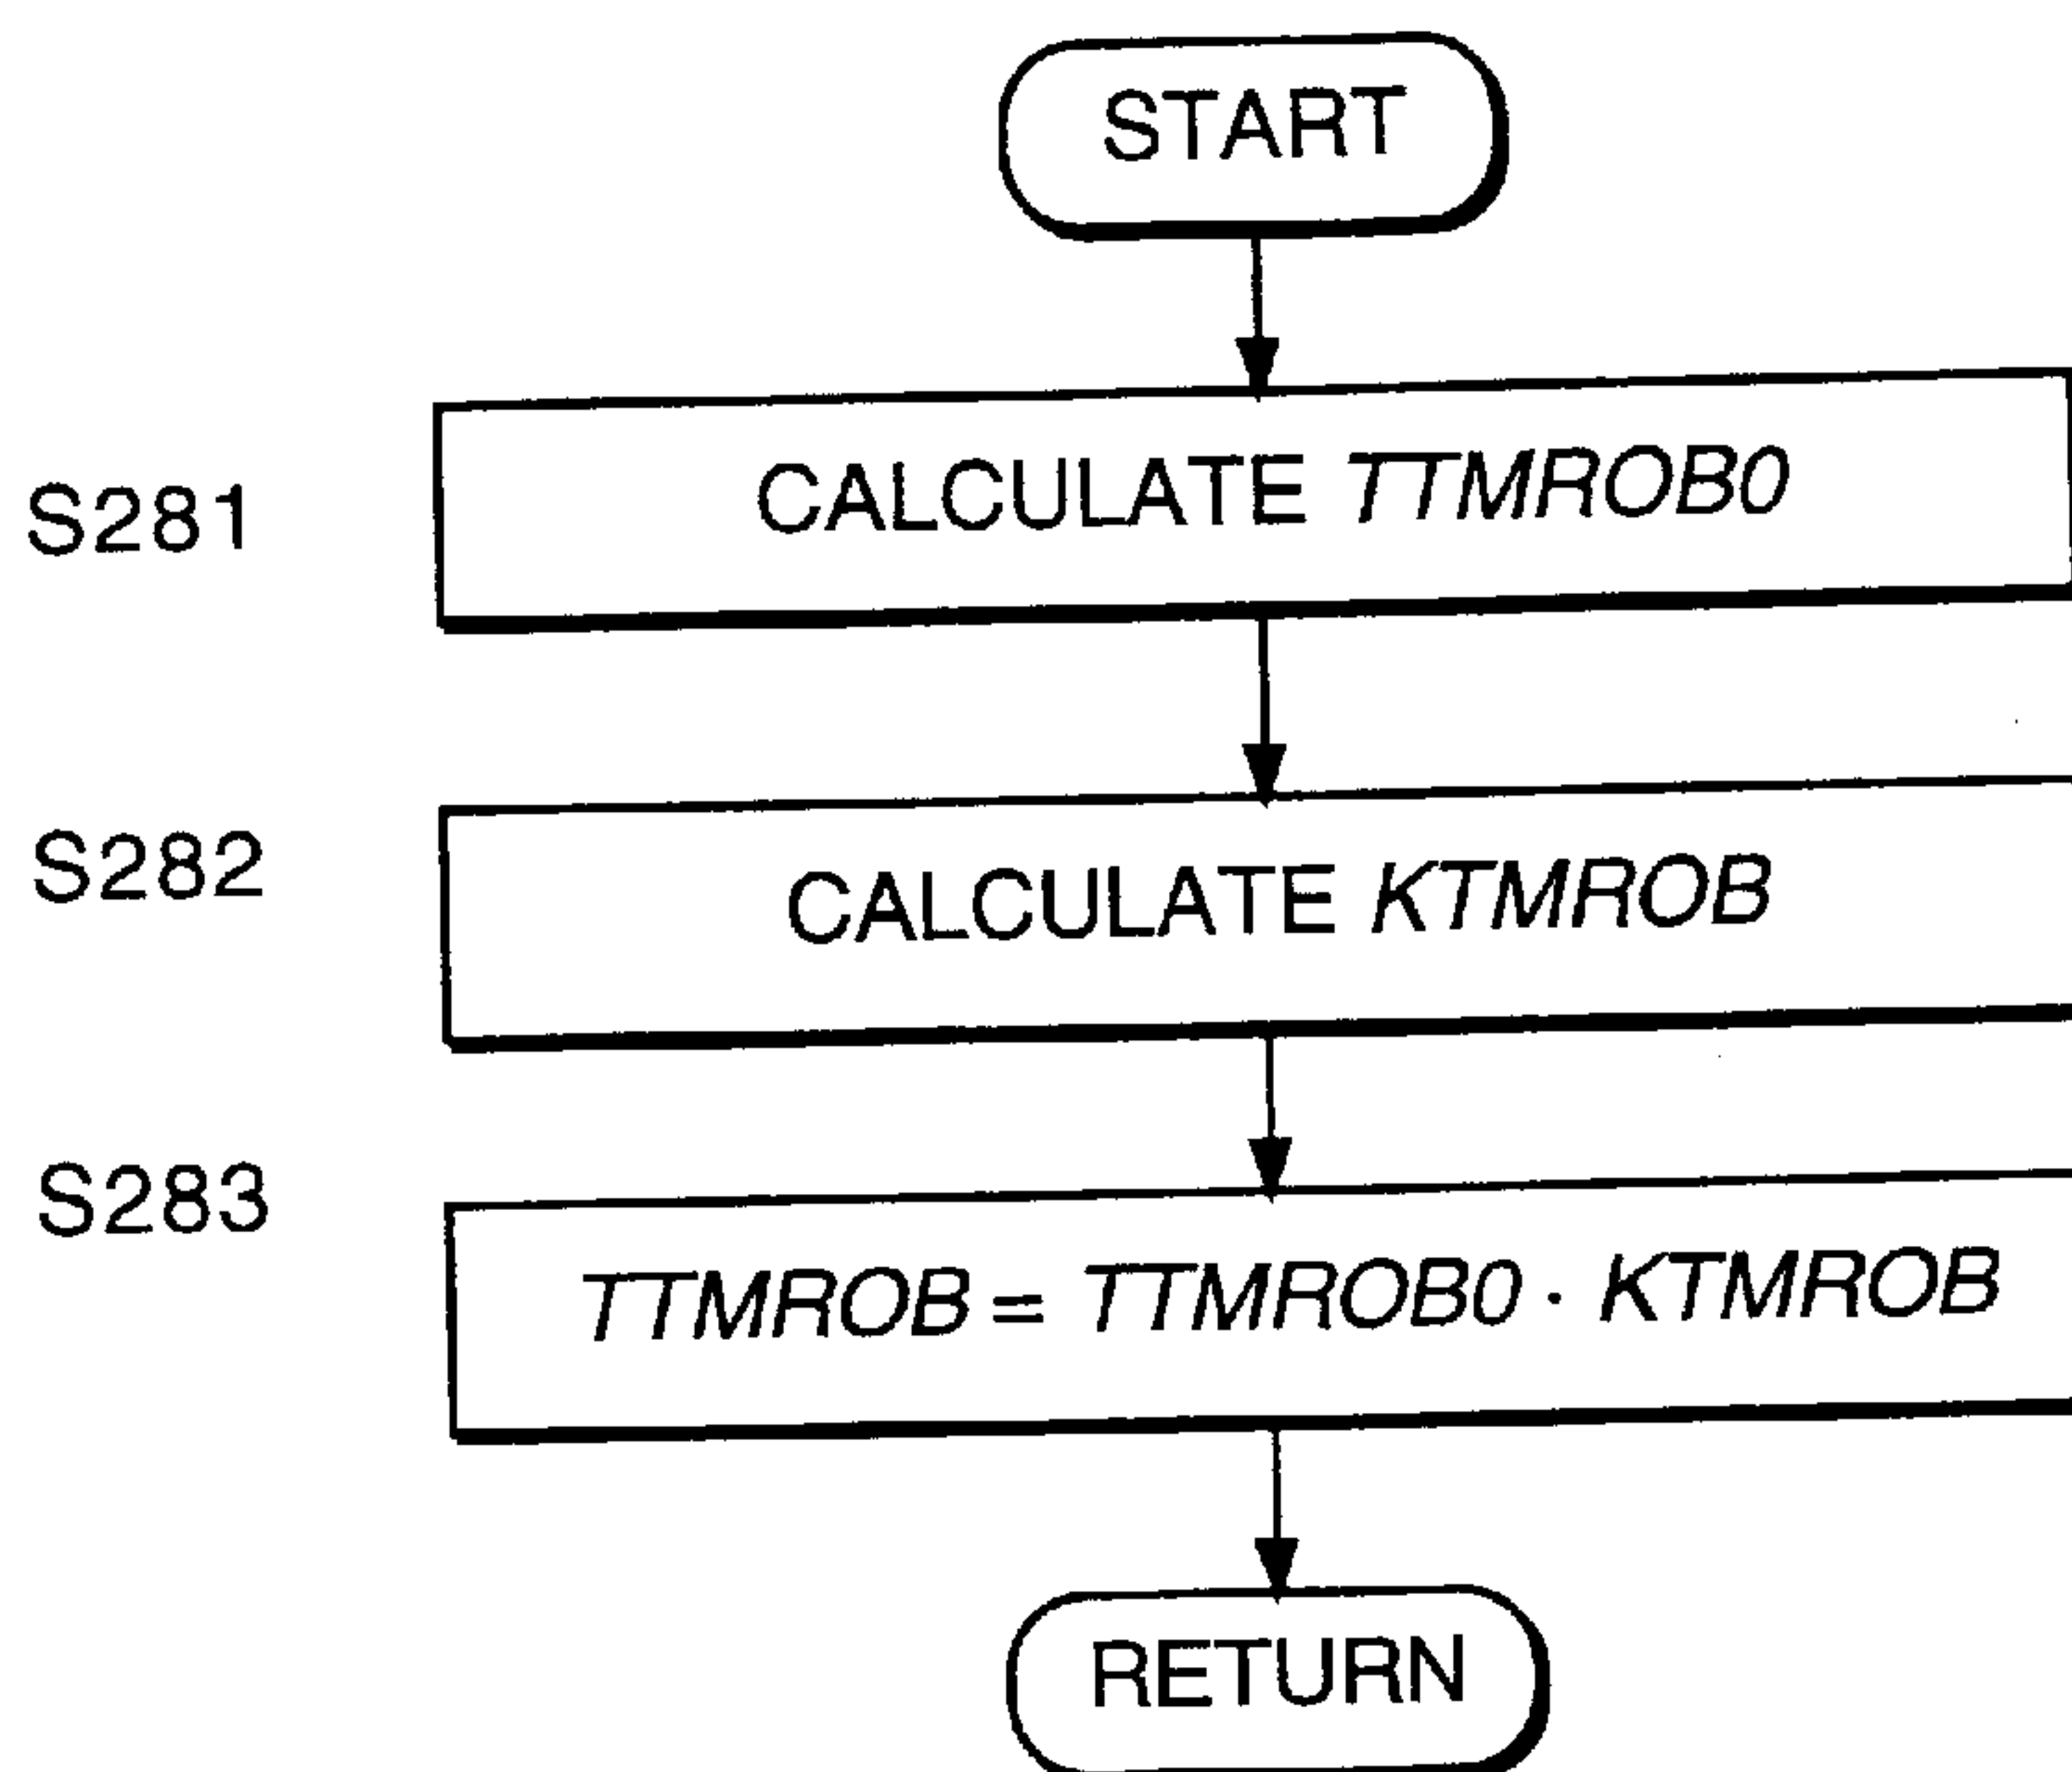 START
S281
CALCULATE TTMROB0
S282
CALCULATE KTMROB
S283
TTMROB = TTMROB0 · KTMROB
RETURN